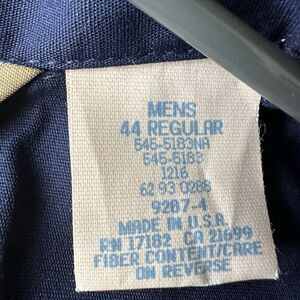 MENS
44 REGULAR
545-5183NA
545-5183
1216
62 93 0288
9287-4
MADE IN U.S.A.
RN 17182 CA 21699
FIBER CONTENT/CARE
ON REVERSE